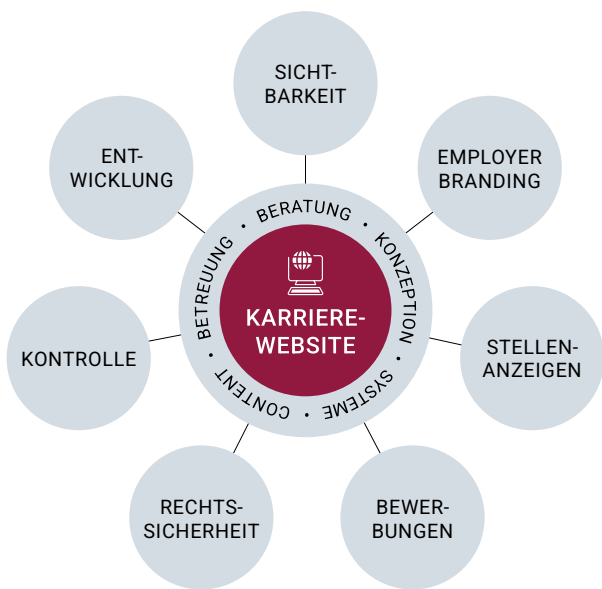 SICHT-
BARKEIT
EMPLOYER
BRANDING
STELLEN-
ANZEIGEN
BEWER-
BUNGEN
RECHTS-
SICHERHEIT
KONTROLLE
ENT-
WICKLUNG
BERATUNG • KONZEPTION • SYSTEME • CONTENT • BETREUUNG •
KARRIERE-
WEBSITE